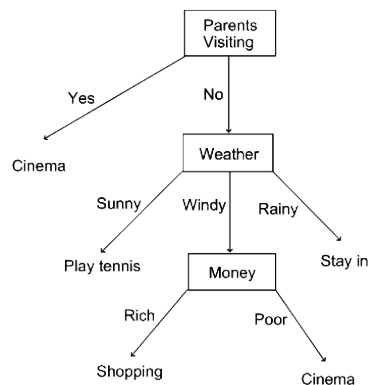 Parents
Visiting
Yes
No
Cinema
Weather
Sunny
Windy
Rainy
Play tennis
Money
Stay in
Rich
Poor
Shopping
Cinema